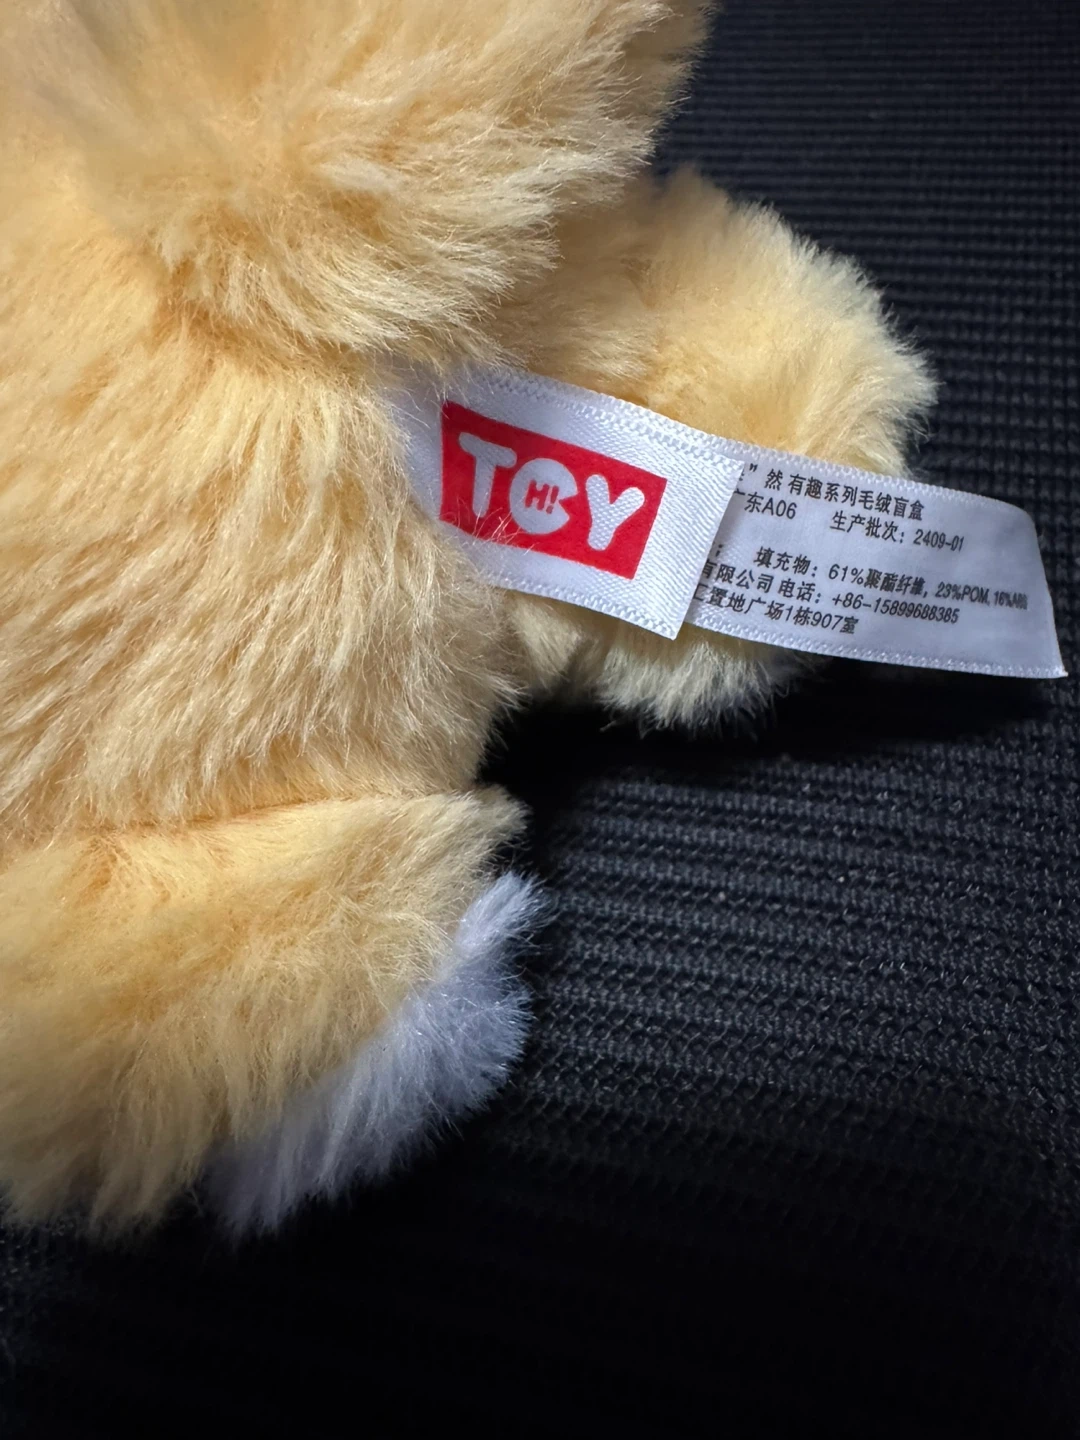 TOY
HI!
” 然 有趣系列毛绒盲盒
东A06 生产批次：2409-01
： 填充物：61%聚酯纤维，23%POM, 16%ABS
有限公司 电话：+86-15899688385
汇置地广场1栋907室